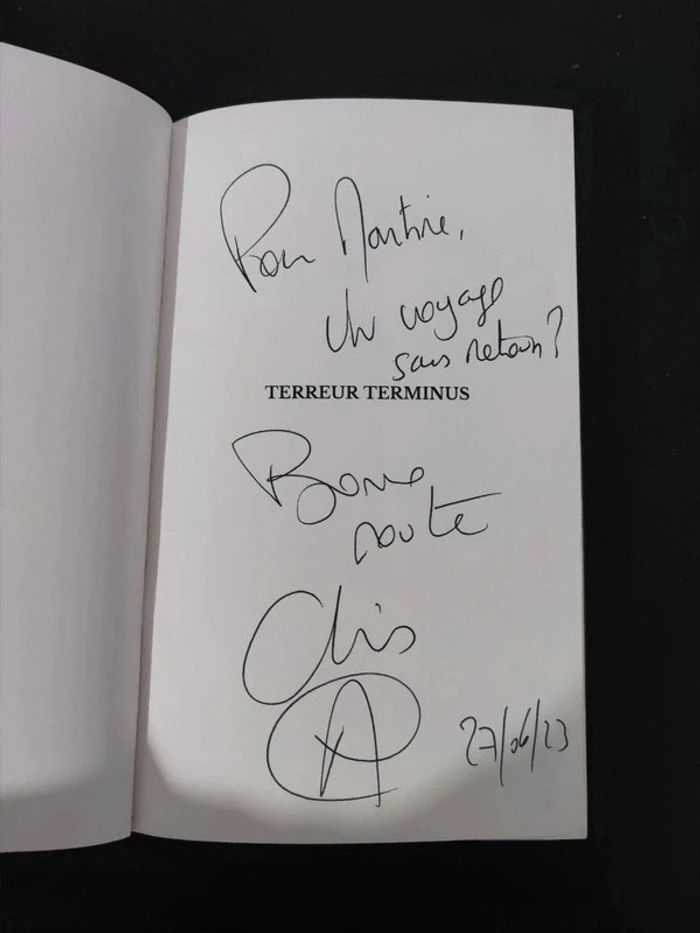 Pour Martine,
Un voyage
sans retour ?
TERREUR TERMINUS
Bonne
route
Chris
27/06/23